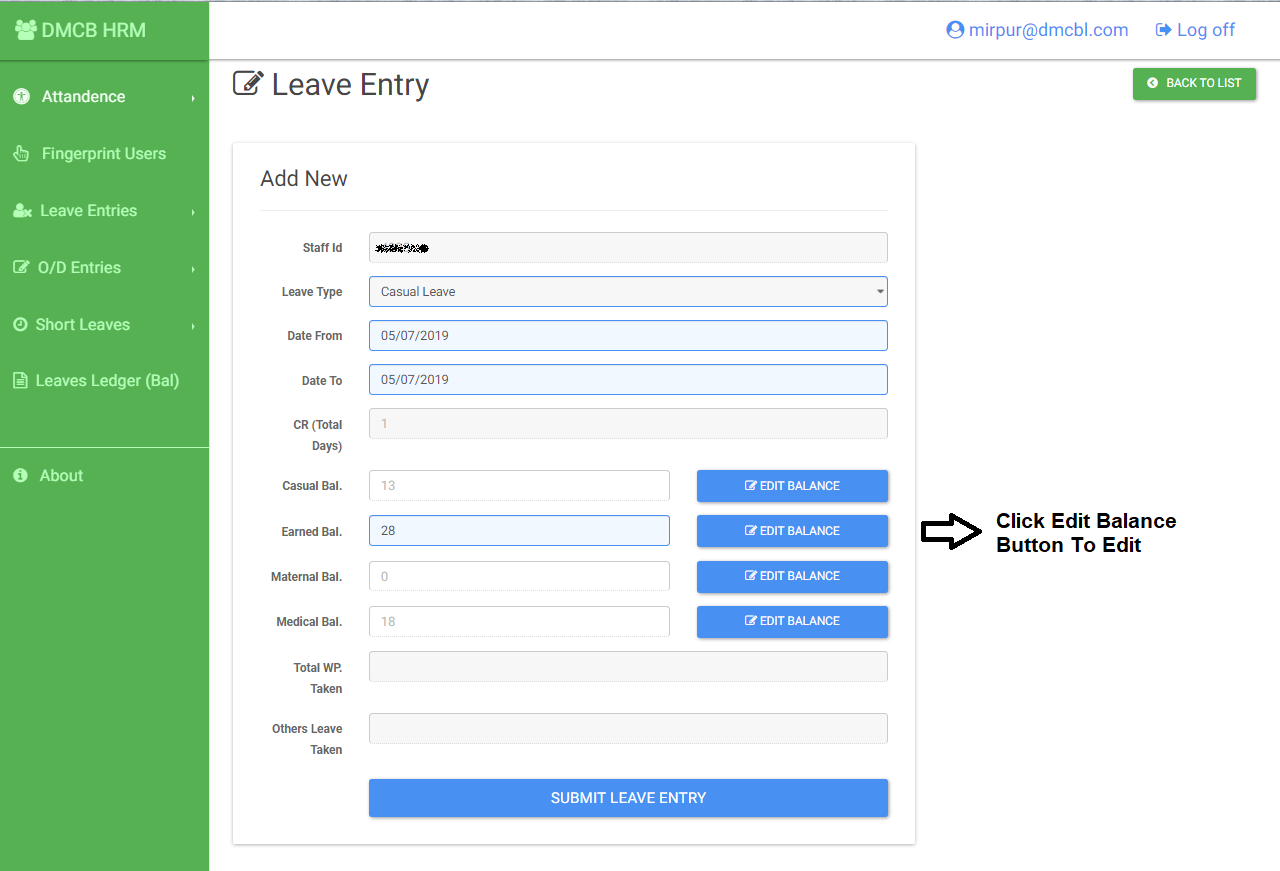 DMCB HRM
mirpur@dmcbl.com
Log off
Attandence
Fingerprint Users
Leave Entries
O/D Entries
Short Leaves
Leaves Ledger (Bal)
About
Leave Entry
BACK TO LIST
Add New
Staff Id
Leave Type
Casual Leave
Date From
05/07/2019
Date To
05/07/2019
CR (Total
Days)
1
Casual Bal.
13
EDIT BALANCE
Earned Bal.
28
EDIT BALANCE
Maternal Bal.
0
EDIT BALANCE
Medical Bal.
18
EDIT BALANCE
Total WP.
Taken
Others Leave
Taken
SUBMIT LEAVE ENTRY
Click Edit Balance
Button To Edit